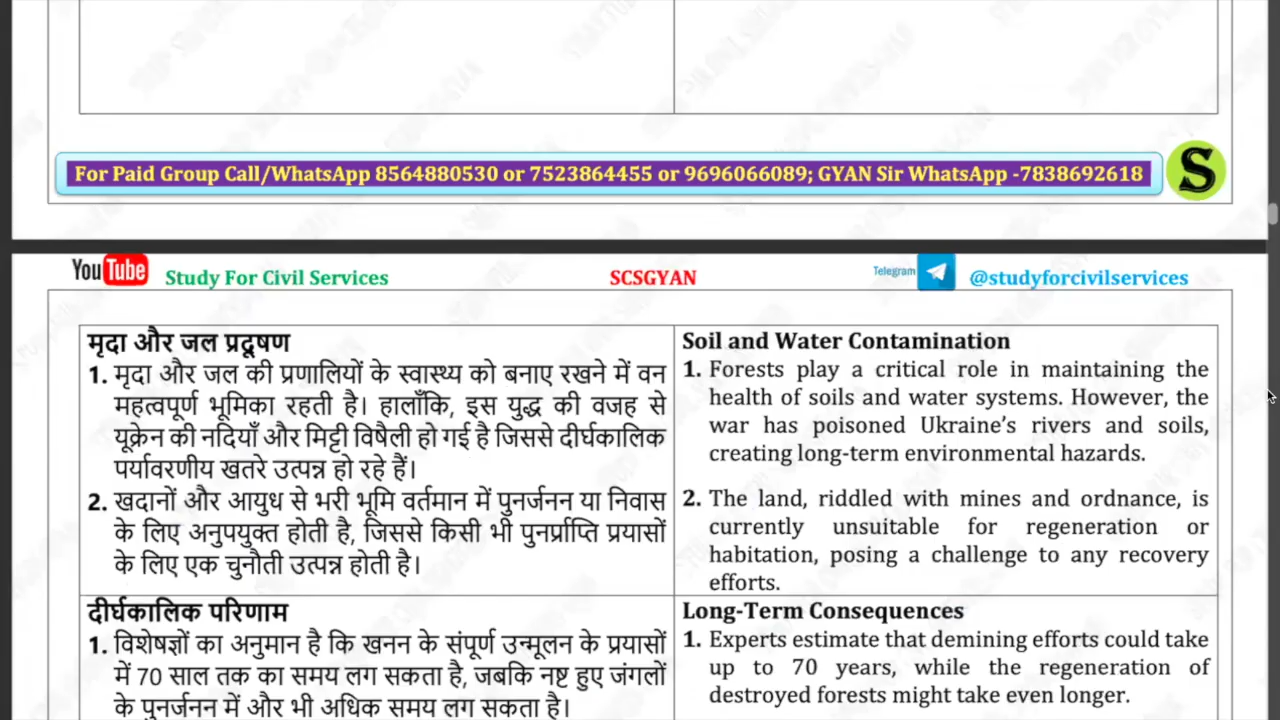 For Paid Group Call/WhatsApp 8564880530 or 7523864455 or 9696066089; GYAN Sir WhatsApp -7838692618
S
YouTube Study For Civil Services SCSGYAN Telegram @studyforcivilservices
मृदा और जल प्रदूषण
1. मृदा और जल की प्रणालियों के स्वास्थ्य को बनाए रखने में वन
महत्वपूर्ण भूमिका रहती है। हालाँकि, इस युद्ध की वजह से
यूक्रेन की नदियाँ और मिट्टी विषैली हो गई है जिससे दीर्घकालिक
पर्यावरणीय खतरे उत्पन्न हो रहे हैं।
2. खदानों और आयुध से भरी भूमि वर्तमान में पुनर्जनन या निवास
के लिए अनुपयुक्त होती है, जिससे किसी भी पुनर्प्राप्ति प्रयासों
के लिए एक चुनौती उत्पन्न होती है।
Soil and Water Contamination
1. Forests play a critical role in maintaining the
health of soils and water systems. However, the
war has poisoned Ukraine's rivers and soils,
creating long-term environmental hazards.
2. The land, riddled with mines and ordnance, is
currently unsuitable for regeneration or
habitation, posing a challenge to any recovery
efforts.
दीर्घकालिक परिणाम
1. विशेषज्ञों का अनुमान है कि खनन के संपूर्ण उन्मूलन के प्रयासों
में 70 साल तक का समय लग सकता है, जबकि नष्ट हुए जंगलों
के पुनर्जनन में और भी अधिक समय लग सकता है।
Long-Term Consequences
1. Experts estimate that demining efforts could take
up to 70 years, while the regeneration of
destroyed forests might take even longer.